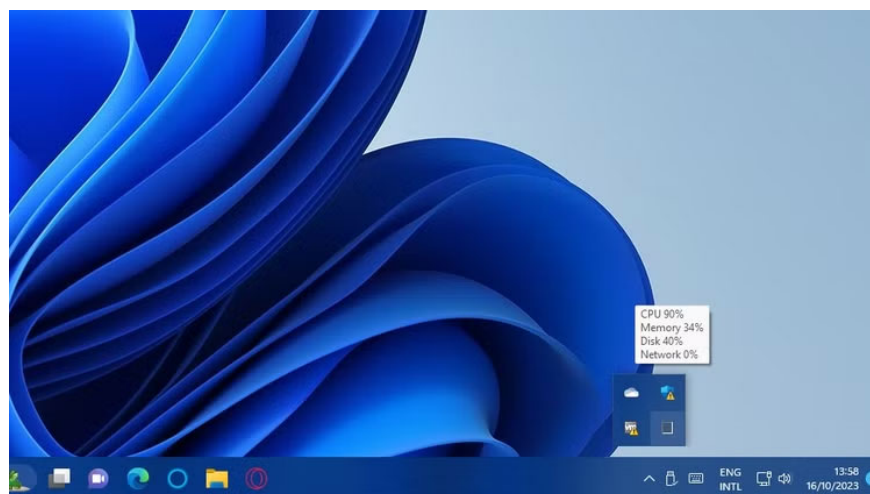 CPU 90%
Memory 34%
Disk 40%
Network 0%
ENG
INTL
13:58
16/10/2023